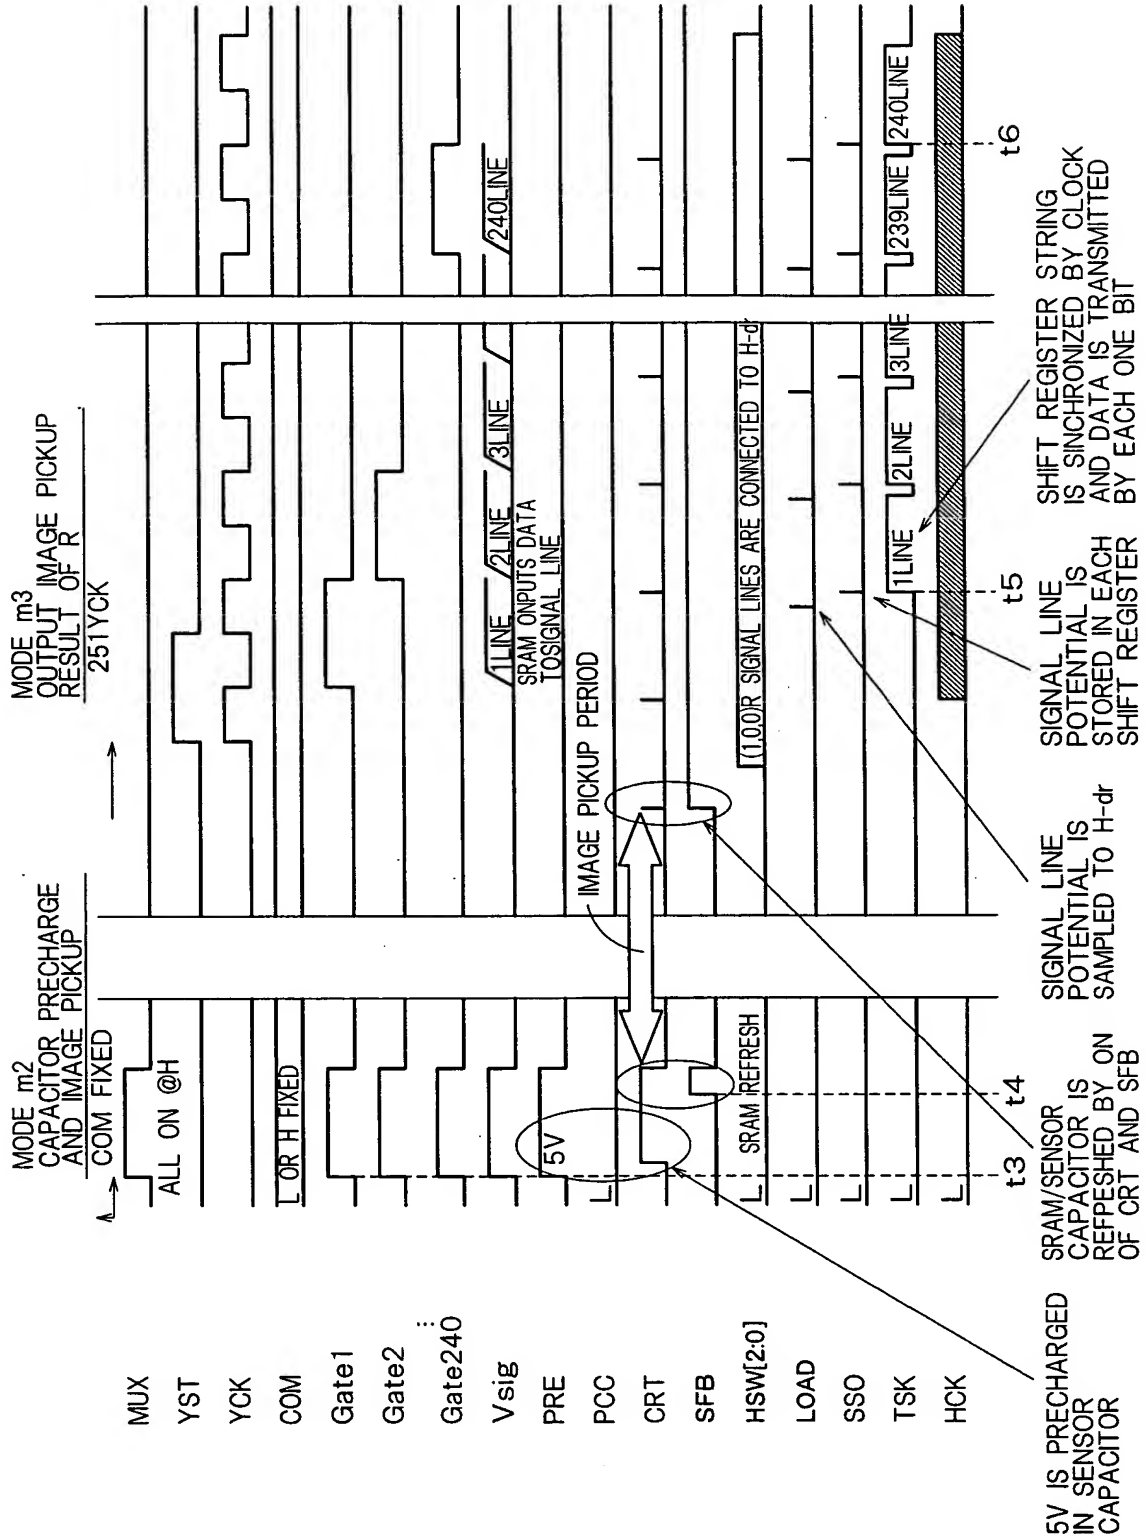 MODE m2
CAPACITOR PRECHARGE
AND IMAGE PICKUP
COM FIXED
MODE m3
OUTPUT IMAGE PICKUP
RESULT OF R
251YCK
MUX
ALL ON @H
YST
YCK
COM
L OR H FIXED
Gate1
Gate2
...
Gate240
Vsig
1LINE
2LINE
3LINE
240LINE
SRAM ONPUTS DATA
TOSIGNAL LINE
PRE
5V
IMAGE PICKUP PERIOD
PCC
L
CRT
SFB
HSW[2:0]
L
SRAM REFRESH
(1,0,0)R SIGNAL LINES ARE CONNECTED TO H-dr
LOAD
L
SSO
L
TSK
L
1LINE
2LINE
3LINE
239LINE
240LINE
HCK
L
t3
t4
t5
t6
5V IS PRECHARGED
IN SENSOR
CAPACITOR
SRAM/SENSOR
CAPACITOR IS
REFPESHED BY ON
OF CRT AND SFB
SIGNAL LINE
POTENTIAL IS
SAMPLED TO H-dr
SIGNAL LINE
POTENTIAL IS
STORED IN EACH
SHIFT REGISTER
SHIFT REGISTER STRING
IS SINCHRONIZED BY CLOCK
AND DATA IS TRANSMITTED
BY EACH ONE BIT